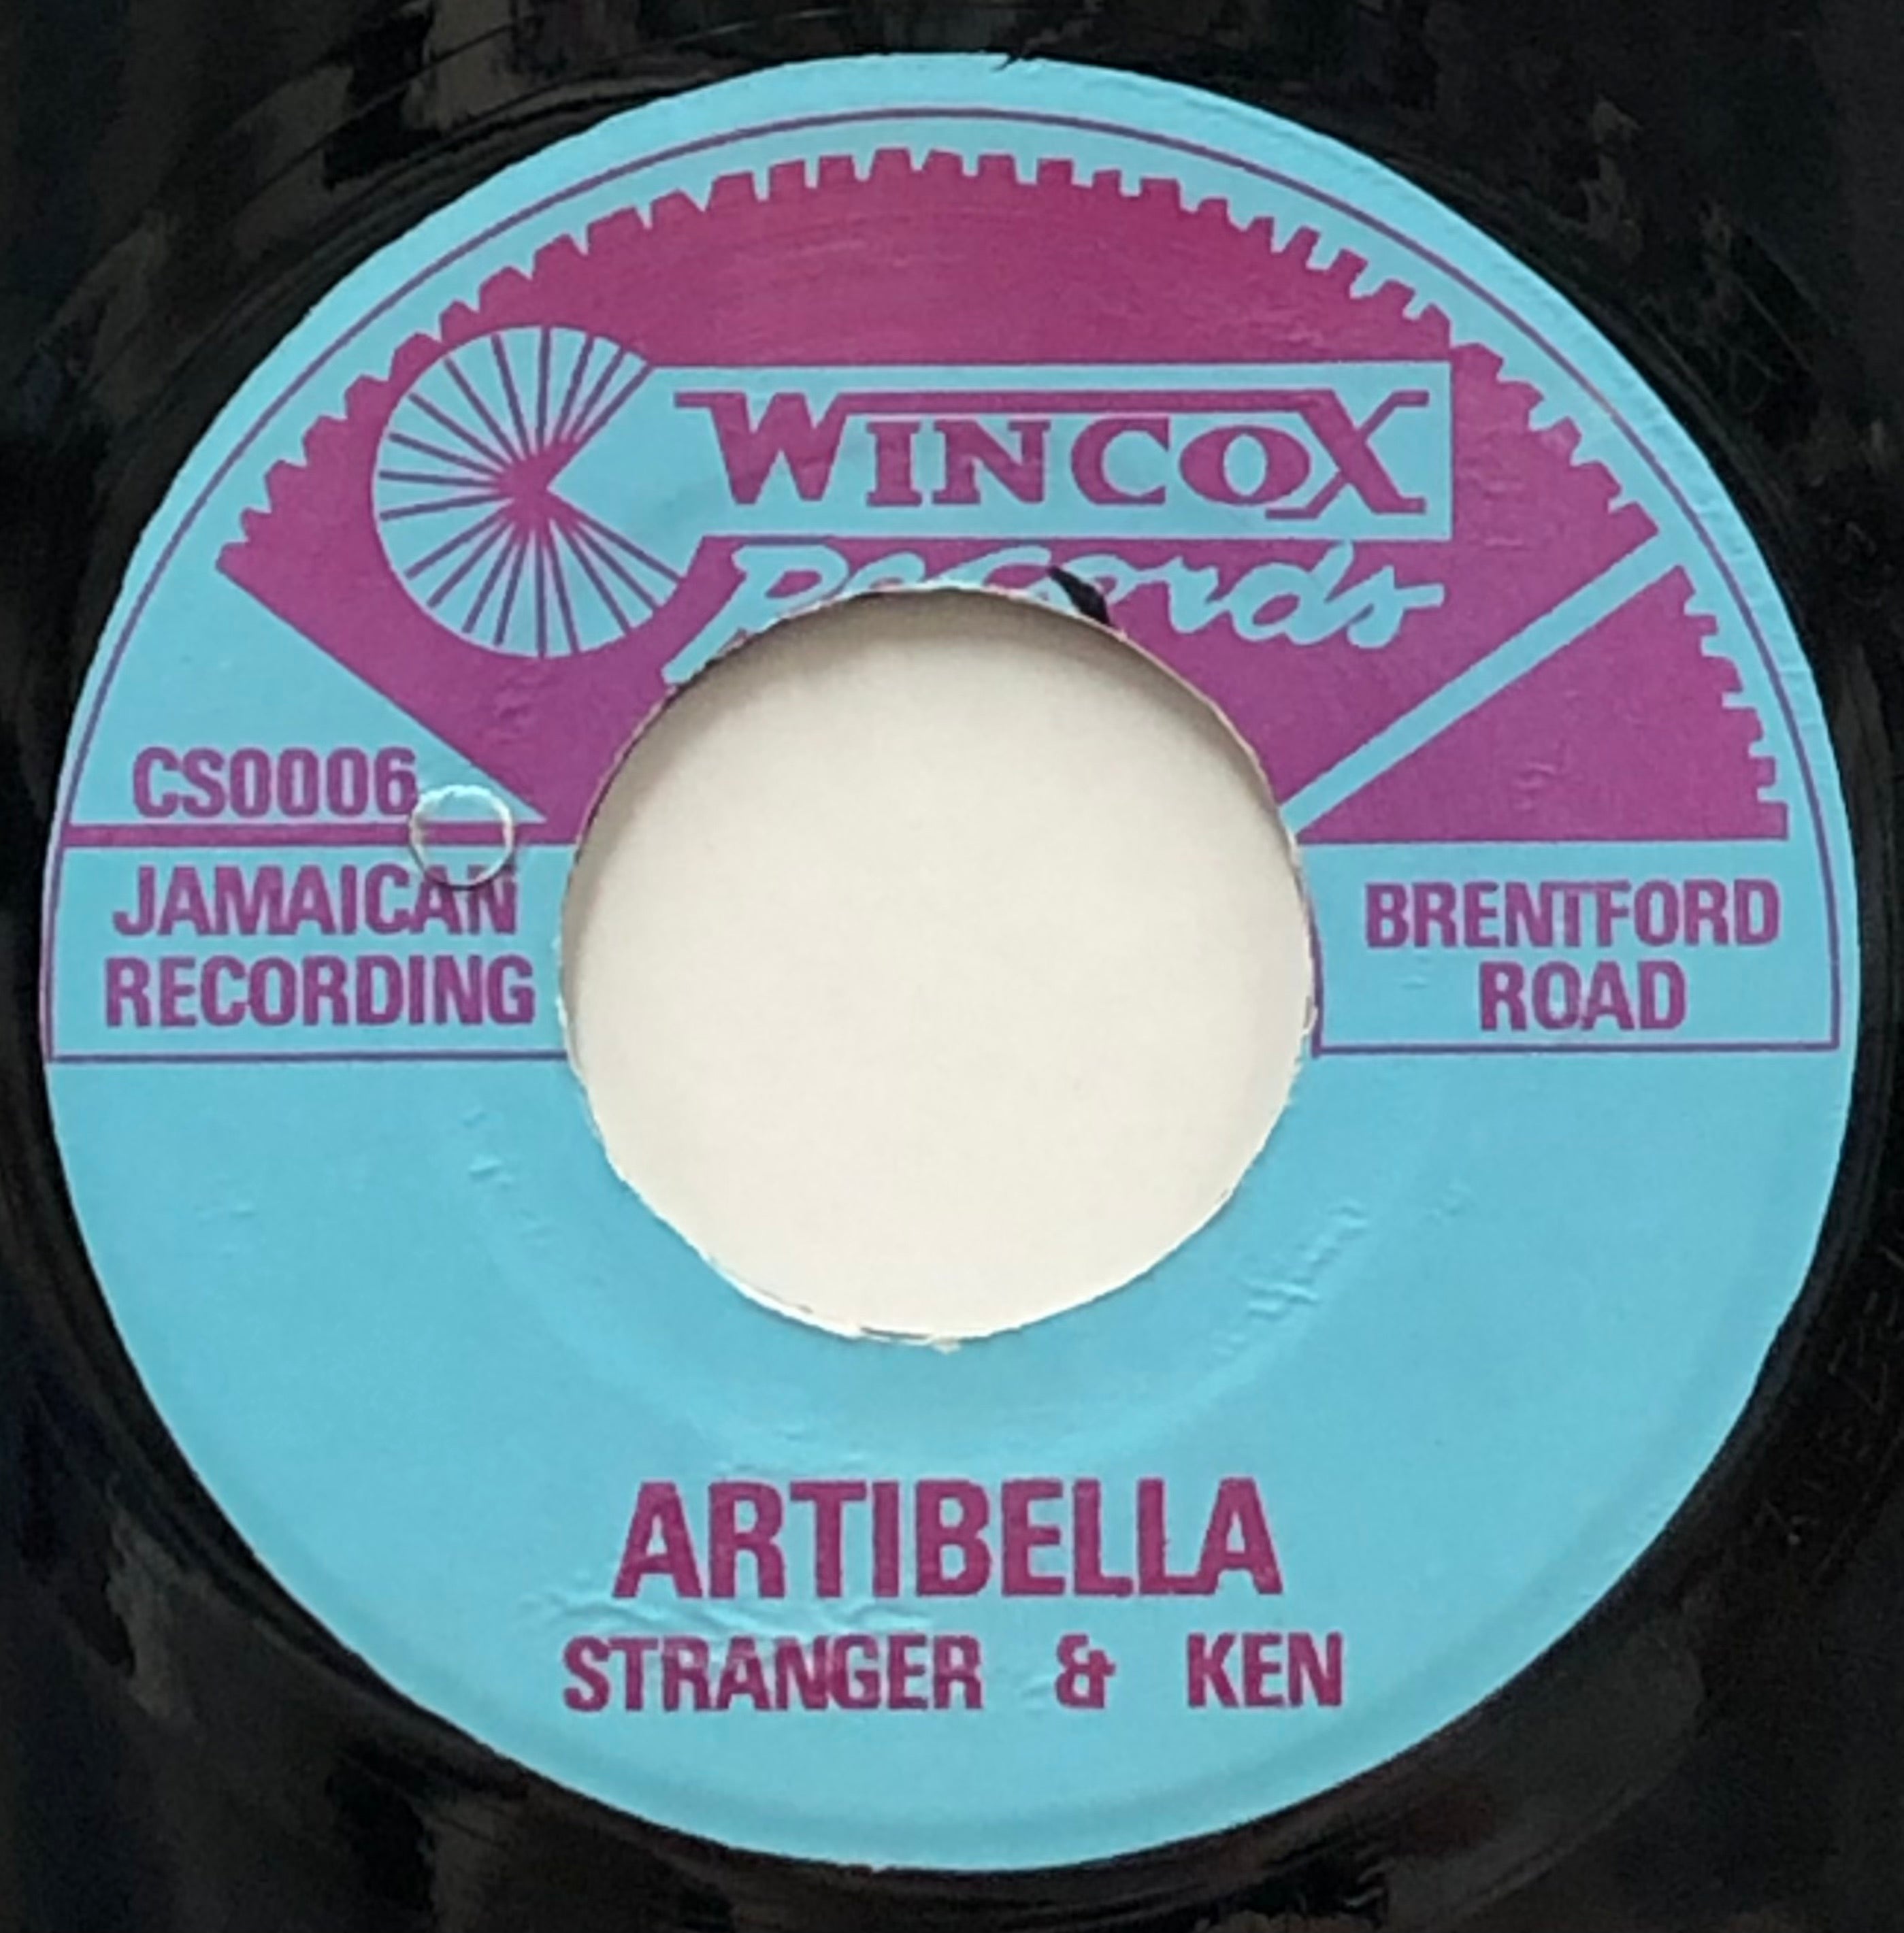 WINCOX
Records
CS0006
JAMAICAN
RECORDING
BRENTFORD
ROAD
ARTIBELLA
STRANGER & KEN